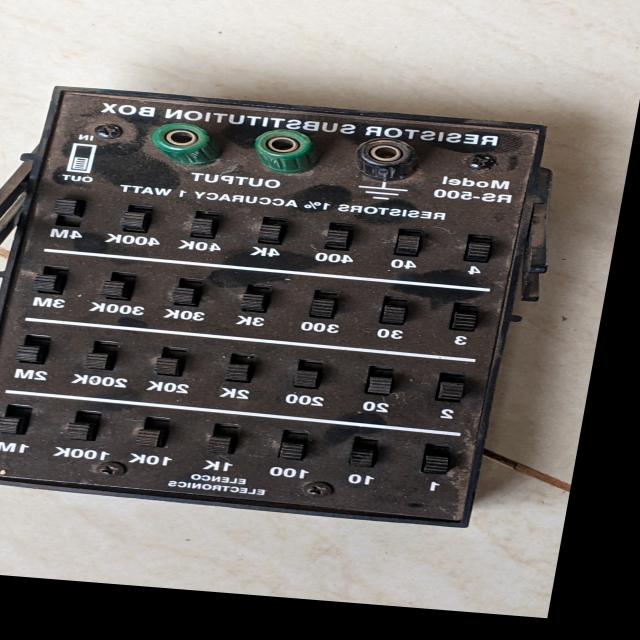 RESISTOR SUBSTITUTION BOX
Model
RS-500
OUTPUT
IN
OUT
RESISTORS 1% ACCURACY 1 WATT
4 40 400 4K 40K 400K 4M
3 30 300 3K 30K 300K 3M
2 20 200 2K 20K 200K 2M
1 10 100 1K 10K 100K 1M
ELENCO
ELECTRONICS